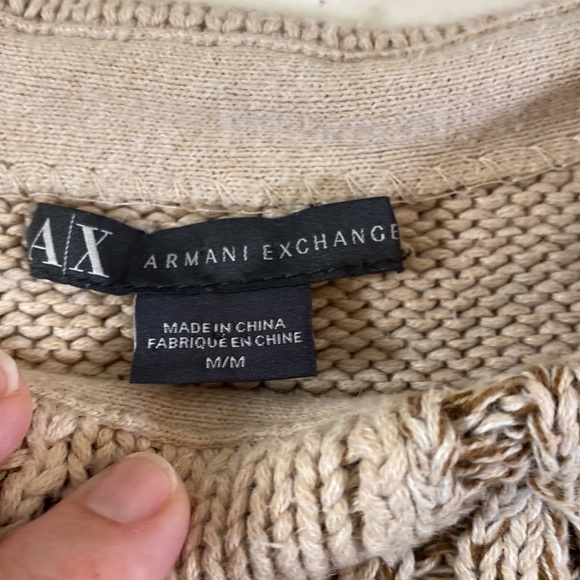 A|X ARMANI EXCHANGE
MADE IN CHINA
FABRIQUÉ EN CHINE
M/M